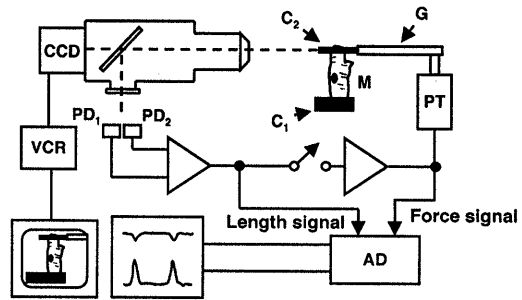 C2
G
CCD
M
C1
PT
PD1
PD2
VCR
Length signal
Force signal
AD